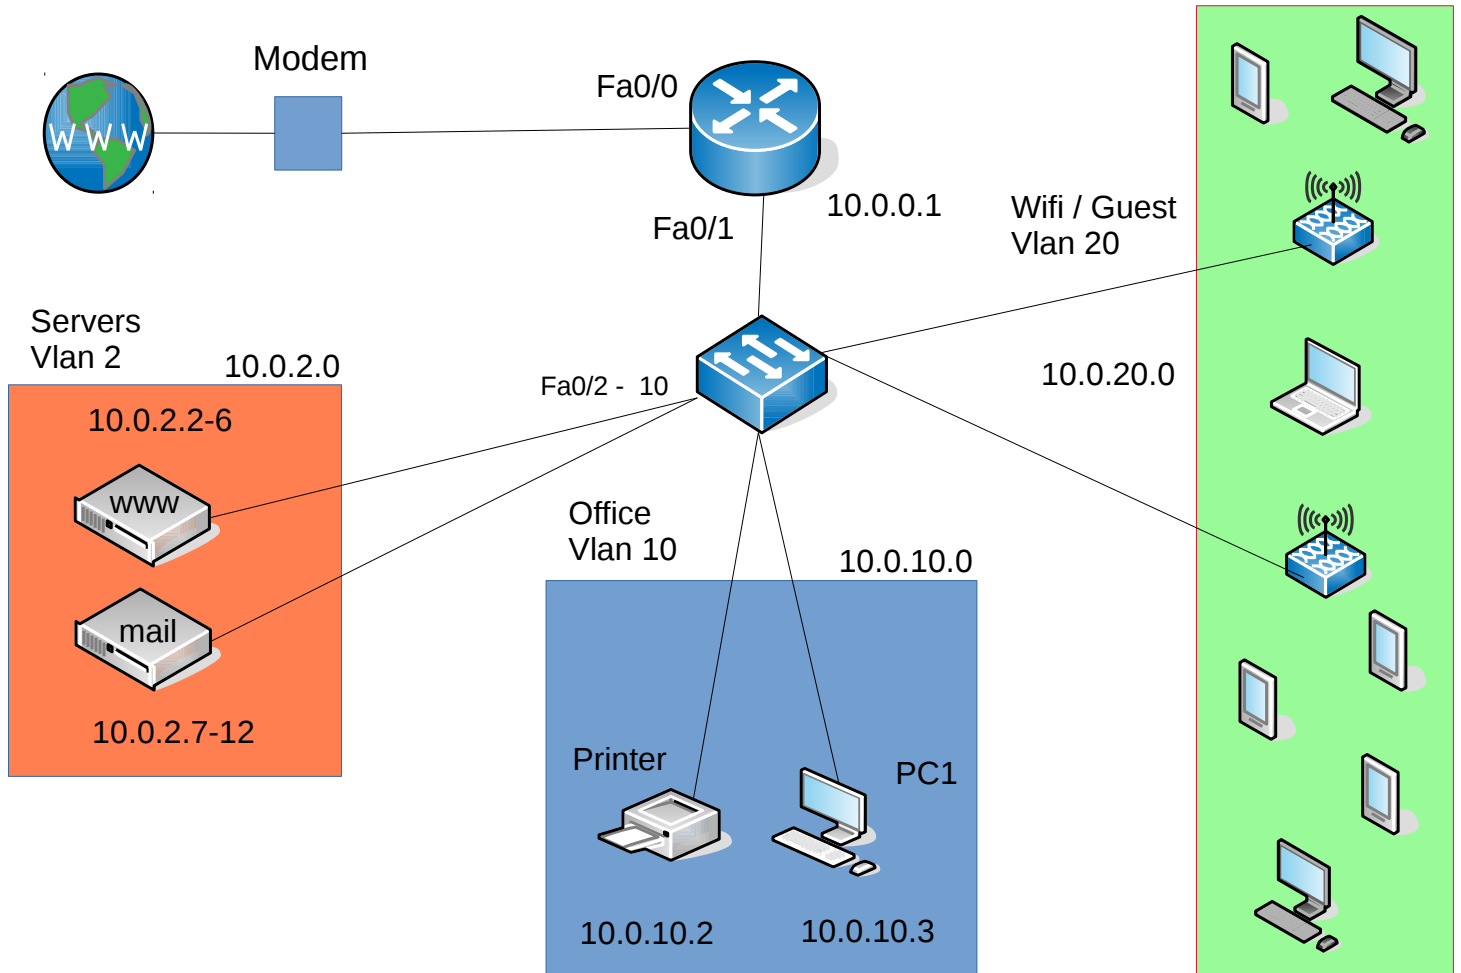 Modem
Fa0/0
W W W
10.0.0.1
Fa0/1
Wifi / Guest
Vlan 20
Servers
Vlan 2
10.0.2.0
Fa0/2 -  10
10.0.20.0
10.0.2.2-6
www
Office
Vlan 10
10.0.10.0
mail
10.0.2.7-12
Printer
PC1
10.0.10.2
10.0.10.3